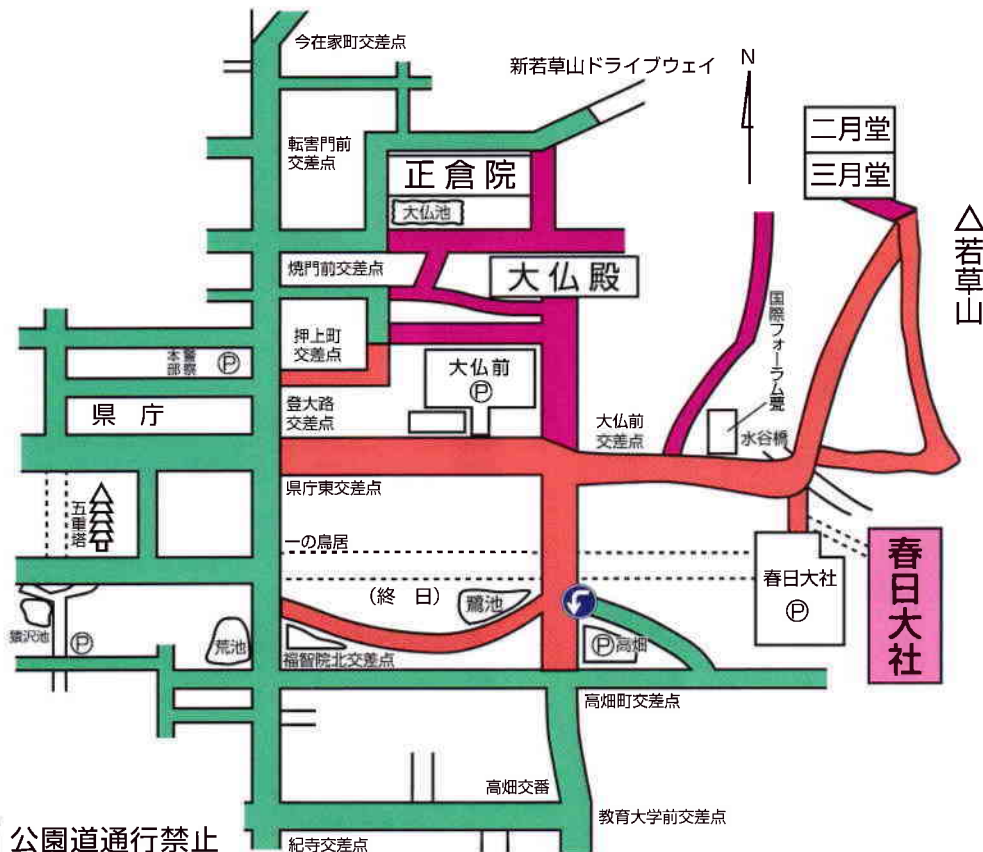 今在家町交差点
新若草山ドライブウェイ
N
二月堂
三月堂
転害門前
交差点
正倉院
大仏池
△若草山
焼門前交差点
大仏殿
国際フォーラム甍
押上町
交差点
警察
本部
P
大仏前
P
県庁
登大路
交差点
大仏前
交差点
水谷橋
県庁東交差点
五重塔
一の鳥居
春日大社
P
春日大社
(終日)
鷺池
猿沢池
P
荒池
福智院北交差点
P高畑
高畑町交差点
高畑交番
教育大学前交差点
公園道通行禁止
紀寺交差点